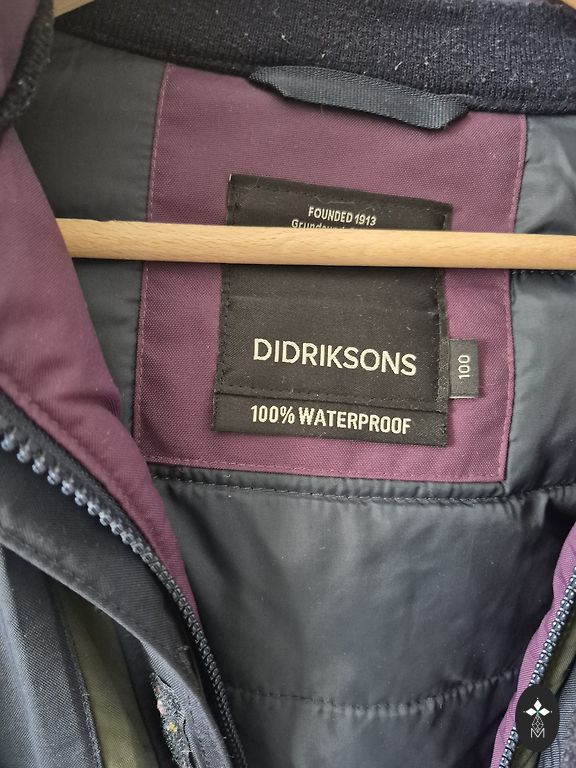 FOUNDED 1913
DIDRIKSONS
100
100% WATERPROOF
M